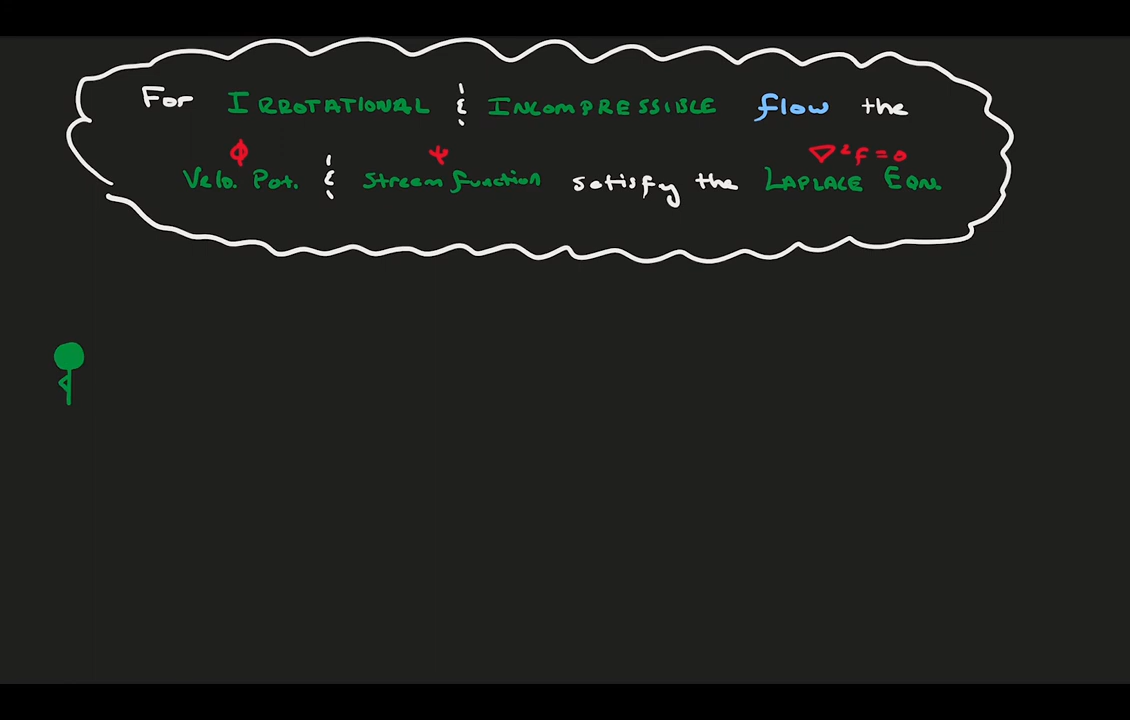 For IRROTATIONAL & INCOMPRESSIBLE flow the
ϕ ψ ∇²f=0
Velo. Pot. & Stream function satisfy the LAPLACE EQN